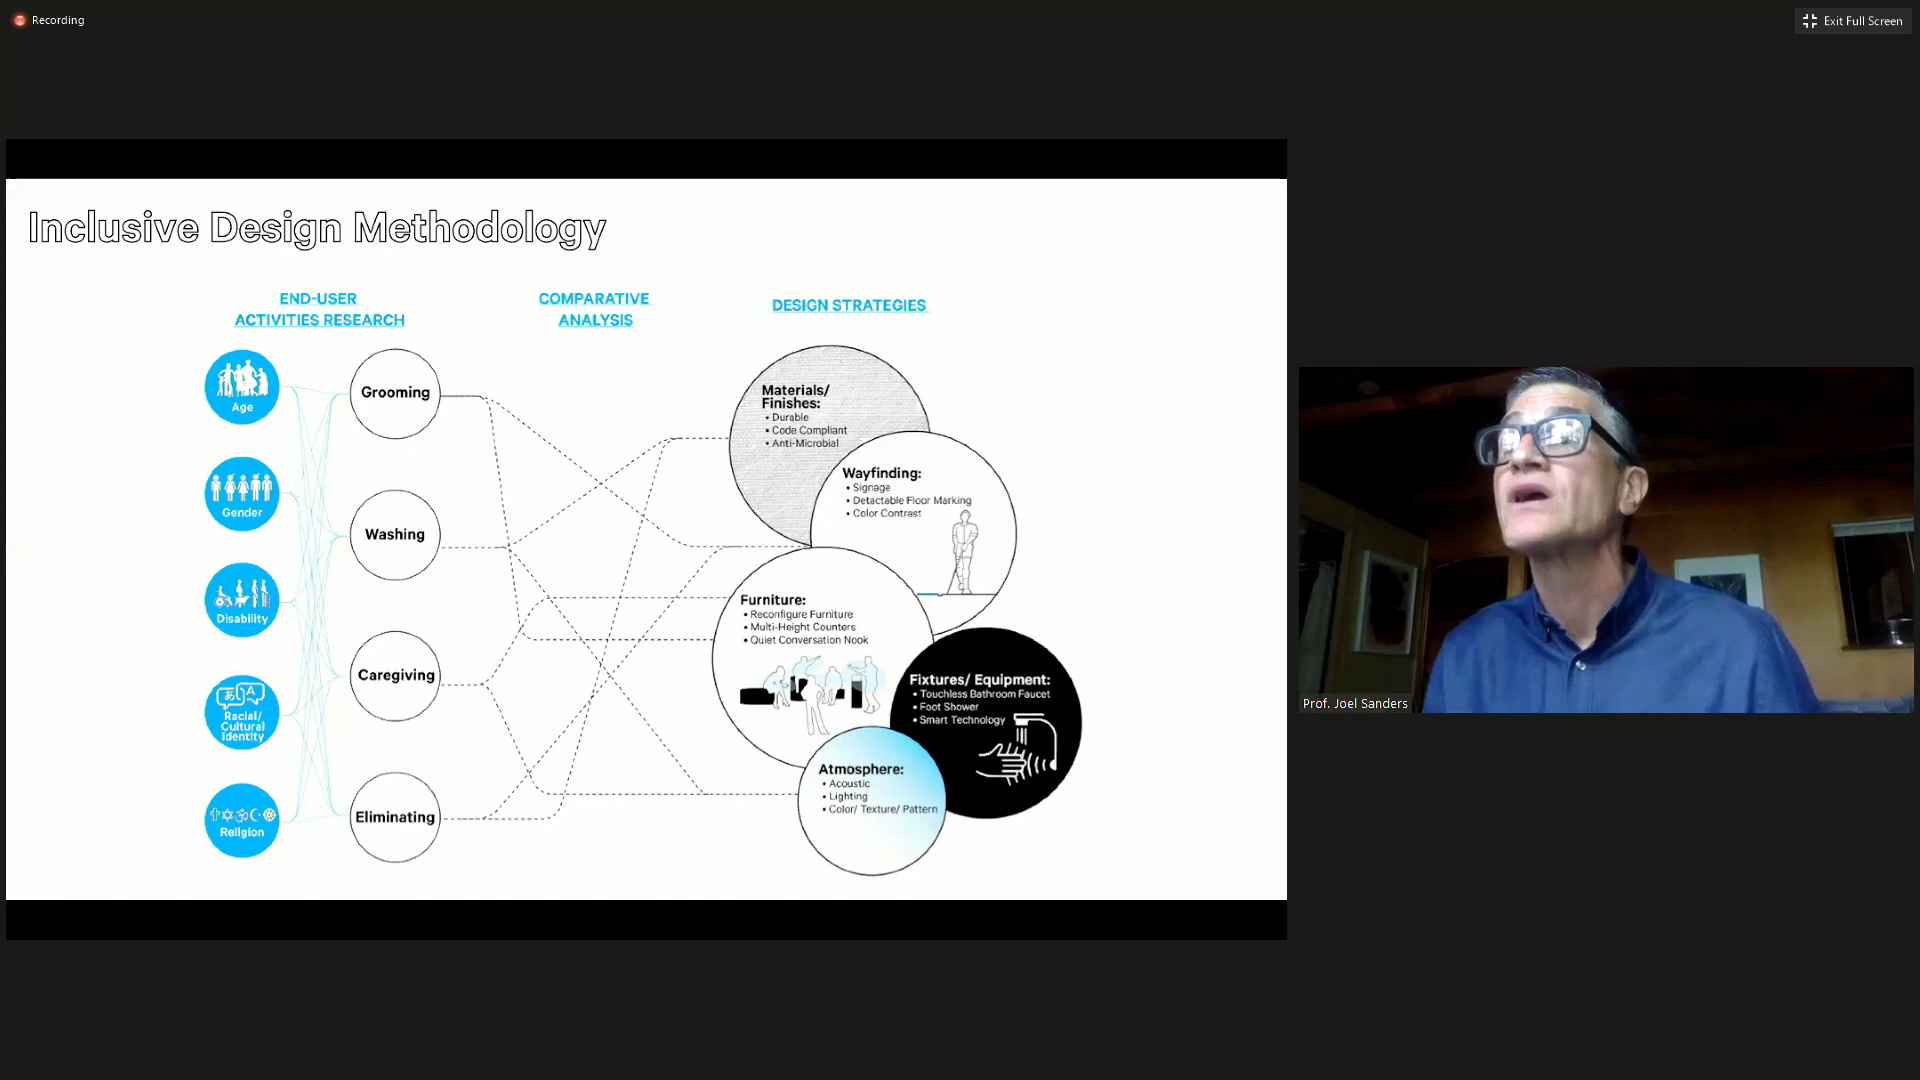 Recording
Exit Full Screen
Inclusive Design Methodology
END-USER
ACTIVITIES RESEARCH
COMPARATIVE
ANALYSIS
DESIGN STRATEGIES
Age
Gender
Disability
Racial/
Cultural
Identity
Religion
Grooming
Washing
Caregiving
Eliminating
Materials/
Finishes:
• Durable
• Code Compliant
• Anti-Microbial
Wayfinding:
• Signage
• Detectable Floor Marking
• Color Contrast
Furniture:
• Reconfigure Furniture
• Multi-Height Counters
• Quiet Conversation Nook
Fixtures/ Equipment:
• Touchless Bathroom Faucet
• Foot Shower
• Smart Technology
Atmosphere:
• Acoustic
• Lighting
• Color/ Texture/ Pattern
Prof. Joel Sanders